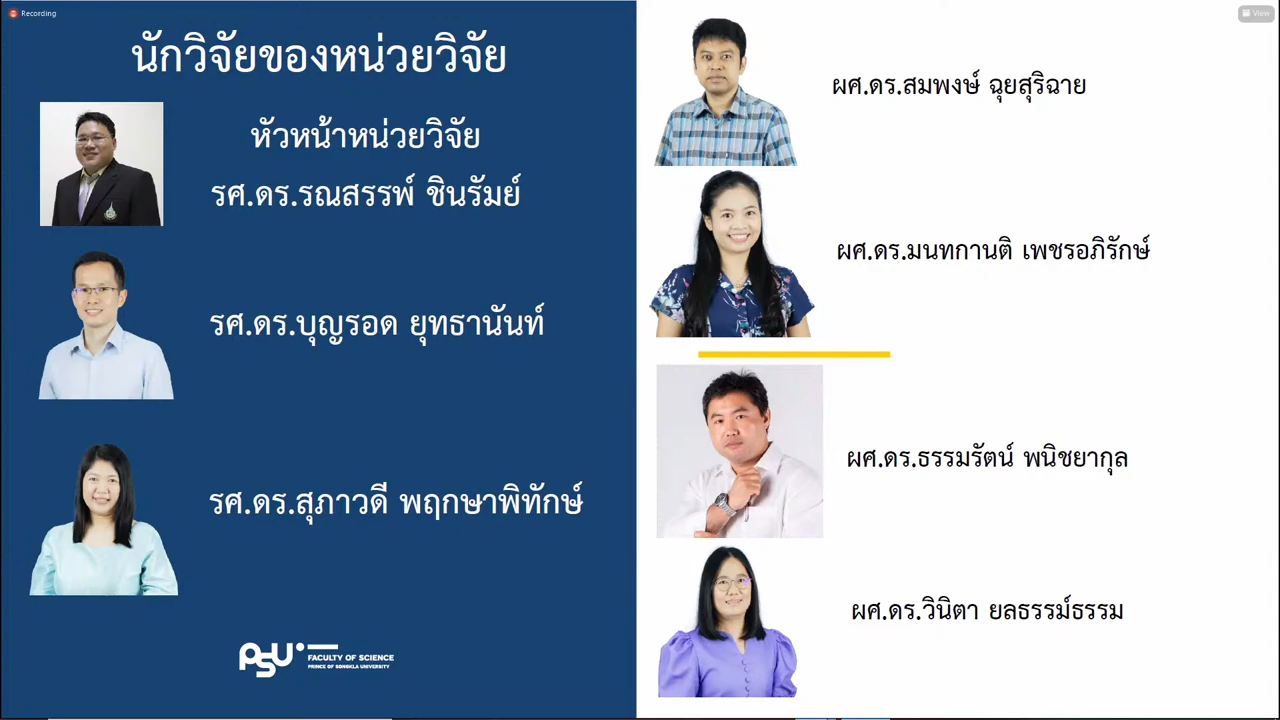 Recording
View
นักวิจัยของหน่วยวิจัย
หัวหน้าหน่วยวิจัย
รศ.ดร.รณสรรพ์ ชินรัมย์
รศ.ดร.บุญรอด ยุทธานันท์
รศ.ดร.สุภาวดี พฤกษาพิทักษ์
PSU
FACULTY OF SCIENCE
PRINCE OF SONGKLA UNIVERSITY
ผศ.ดร.สมพงษ์ ฉุยสุริฉาย
ผศ.ดร.มนทกานติ เพชรอภิรักษ์
ผศ.ดร.ธรรมรัตน์ พนิชยากุล
ผศ.ดร.วินิตา ยลธรรม์ธรรม